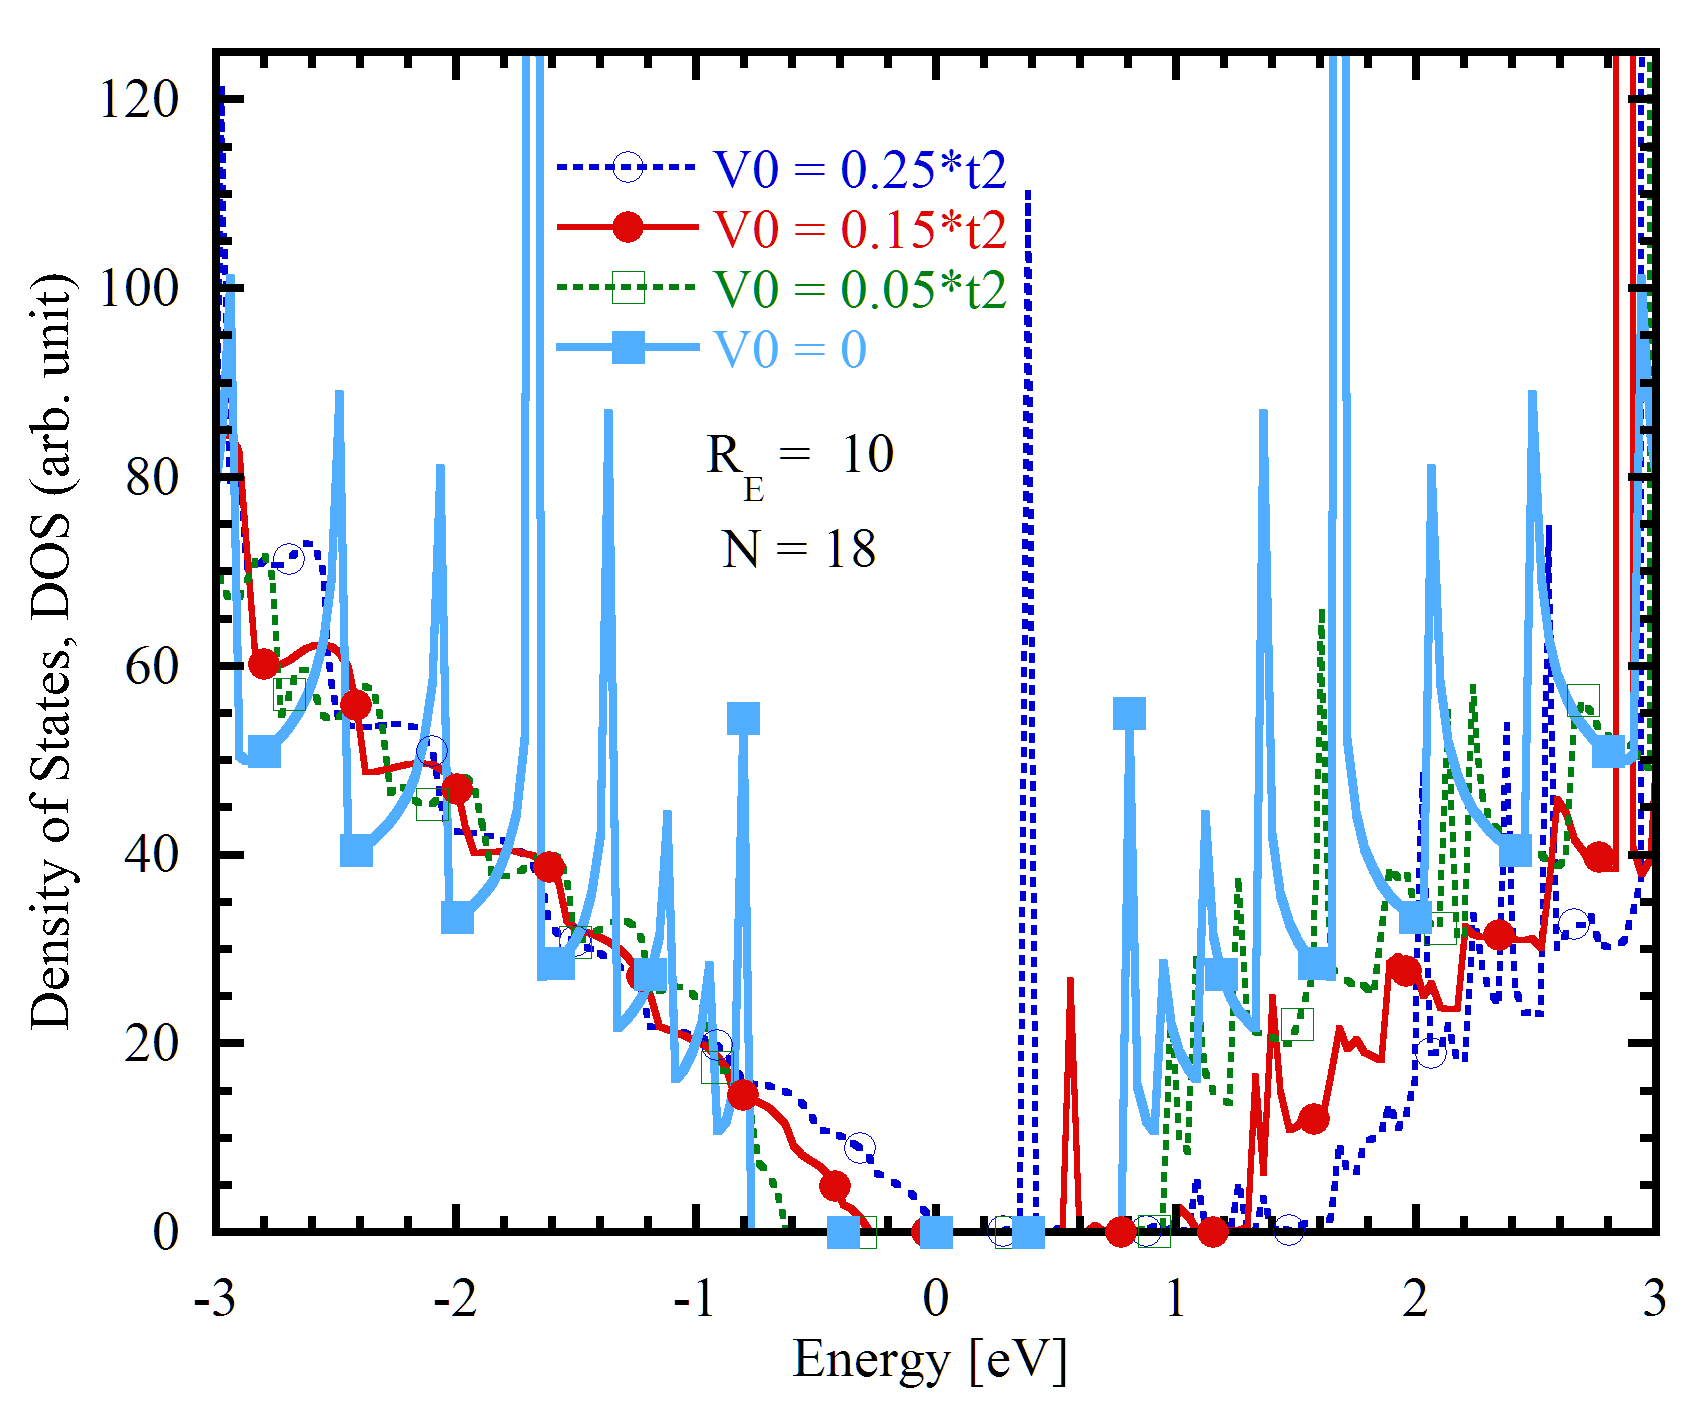 120
100
80
60
40
20
0
Density of States, DOS (arb. unit)
V0 = 0.25*t2
V0 = 0.15*t2
V0 = 0.05*t2
V0 = 0
R_E = 10
N = 18
-3 -2 -1 0 1 2 3
Energy [eV]